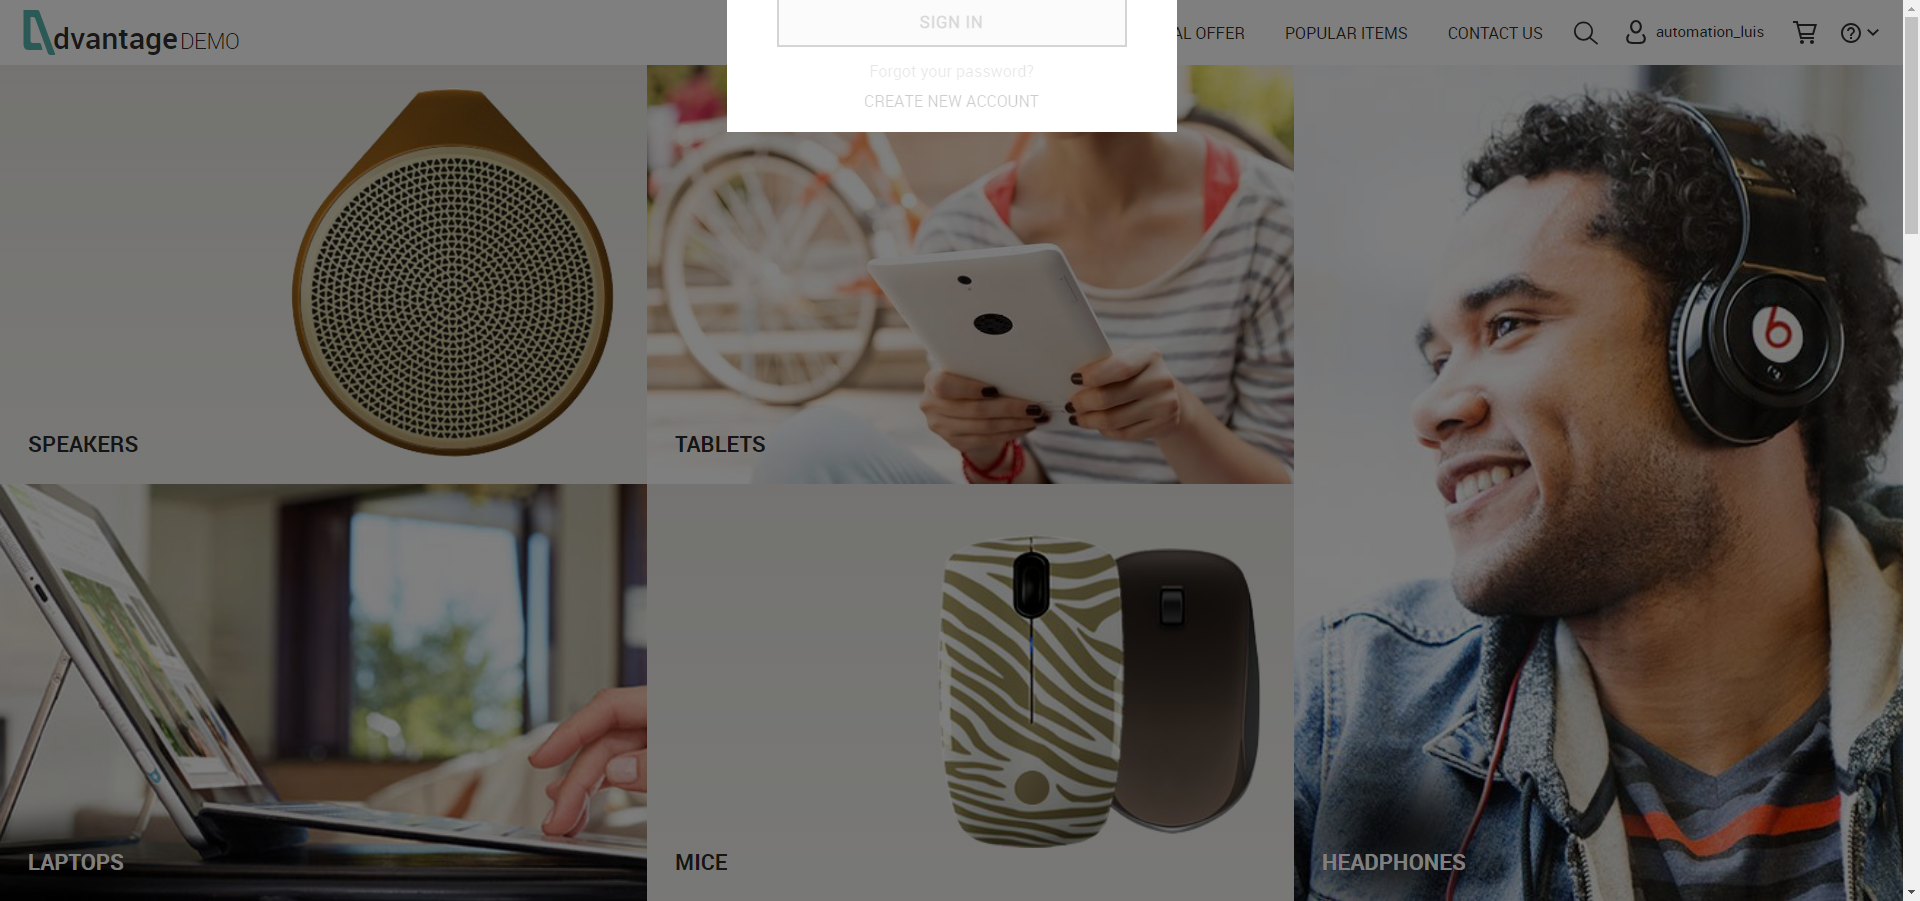 dvantage DEMO
SIGN IN
Forgot your password?
CREATE NEW ACCOUNT
AL OFFER
POPULAR ITEMS
CONTACT US
automation_luis
SPEAKERS
TABLETS
LAPTOPS
MICE
HEADPHONES